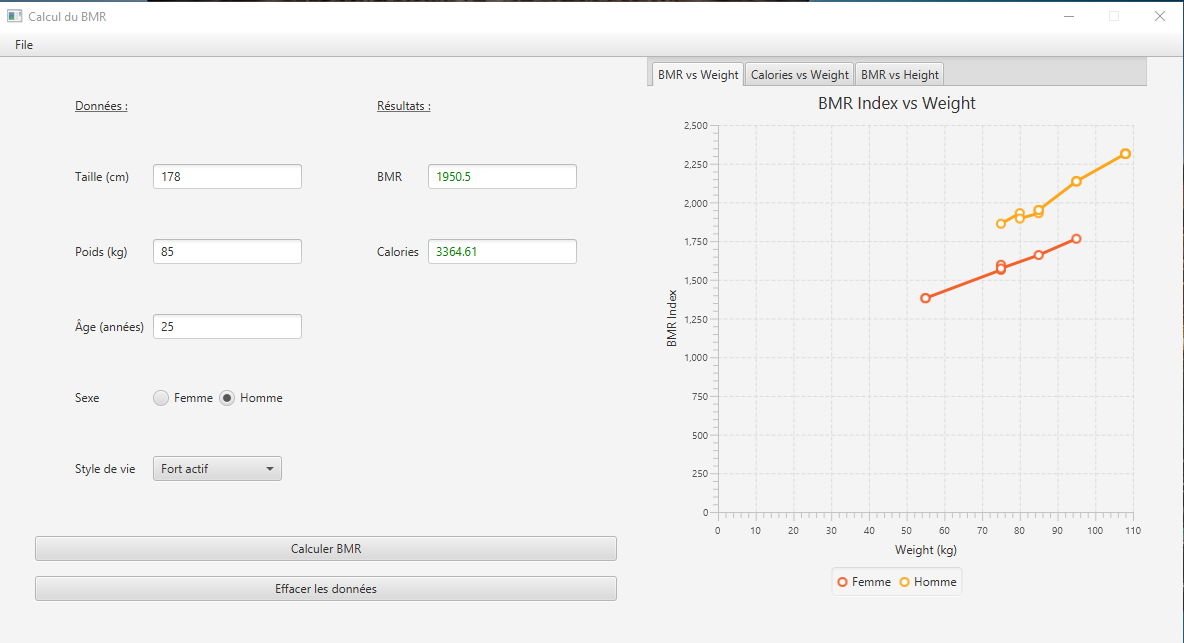 Calcul du BMR
File
Données :
Résultats :
Taille (cm) 178
BMR 1950.5
Poids (kg) 85
Calories 3364.61
Âge (années) 25
Sexe Femme Homme
Style de vie Fort actif
Calculer BMR
Effacer les données
BMR vs Weight Calories vs Weight BMR vs Height
BMR Index vs Weight
BMR Index
2,500
2,250
2,000
1,750
1,500
1,250
1,000
750
500
250
0
0 10 20 30 40 50 60 70 80 90 100 110
Weight (kg)
Femme Homme